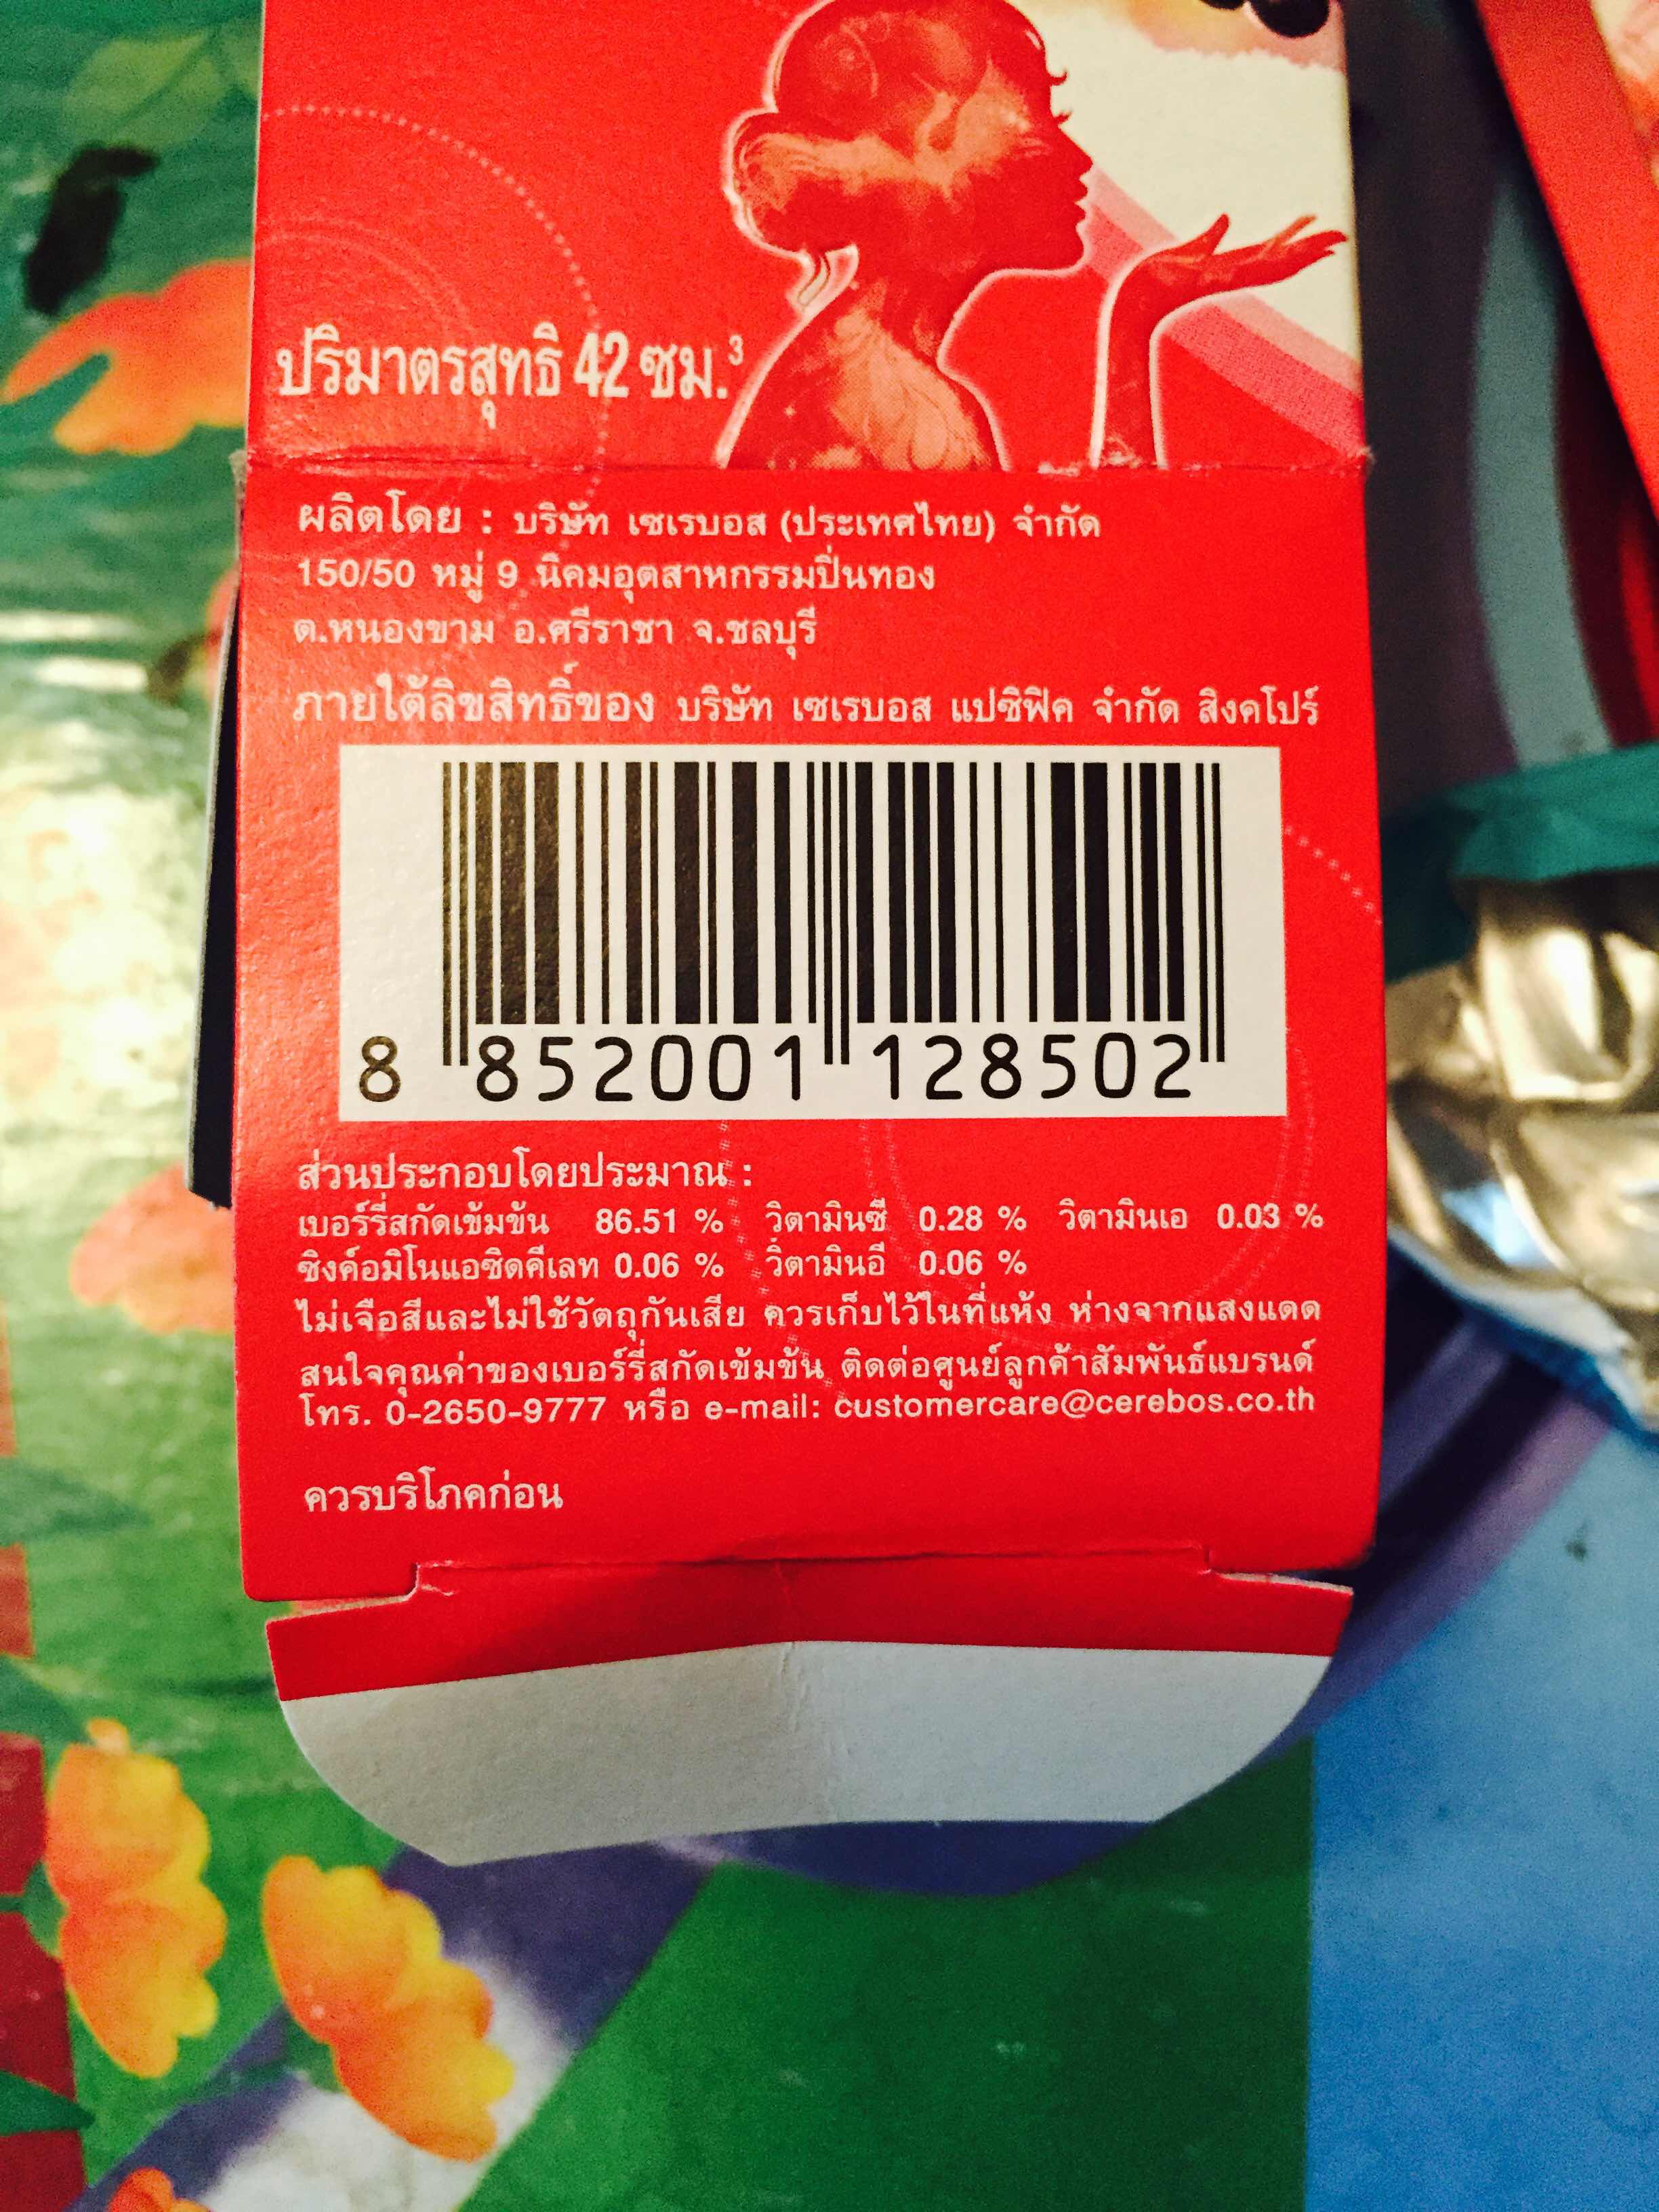 ปริมาตรสุทธิ 42 ซม.³
ผลิตโดย : บริษัท เซเรบอส (ประเทศไทย) จำกัด
150/50 หมู่ 9 นิคมอุตสาหกรรมปิ่นทอง
ต.หนองขาม อ.ศรีราชา จ.ชลบุรี
ภายใต้ลิขสิทธิ์ของ บริษัท เซเรบอส แปซิฟิค จำกัด สิงคโปร์
8 852001 128502
ส่วนประกอบโดยประมาณ :
เบอร์รี่สกัดเข้มข้น 86.51 % วิตามินซี 0.28 % วิตามินเอ 0.03 %
ซิงค์อมิโนแอซิดคีเลท 0.06 % วิตามินอี 0.06 %
ไม่เจือสีและไม่ใช้วัตถุกันเสีย ควรเก็บไว้ในที่แห้ง ห่างจากแสงแดด
สนใจคุณค่าของเบอร์รี่สกัดเข้มข้น ติดต่อศูนย์ลูกค้าสัมพันธ์แบรนด์
โทร. 0-2650-9777 หรือ e-mail: customercare@cerebos.co.th
ควรบริโภคก่อน